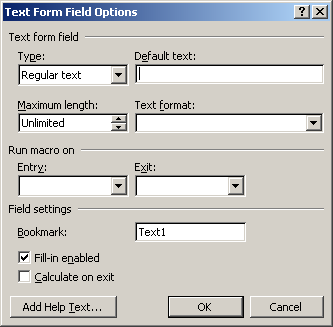 Text Form Field Options
Text form field
Type: Default text:
Regular text
Maximum length: Text format:
Unlimited
Run macro on
Entry: Exit:
Field settings
Bookmark: Text1
Fill-in enabled
Calculate on exit
Add Help Text... OK Cancel